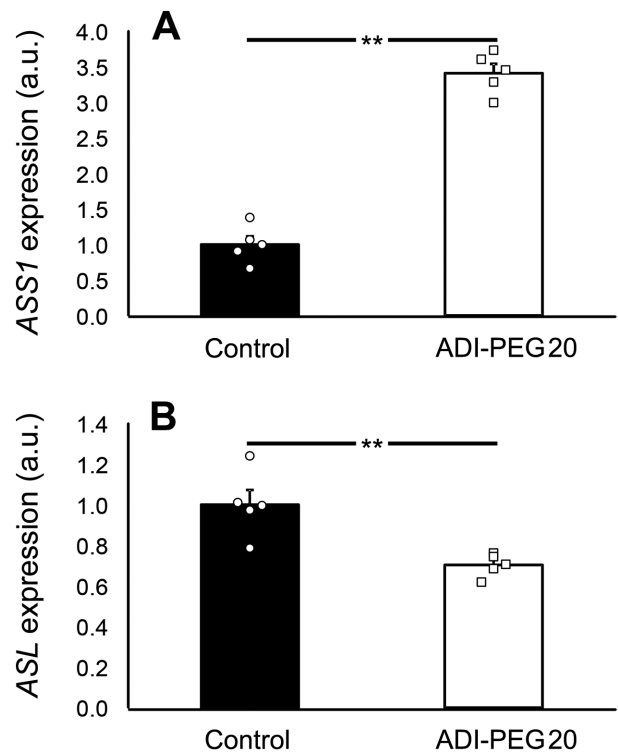 A
**
ASS1 expression (a.u.)
4.0
3.5
3.0
2.5
2.0
1.5
1.0
0.5
0.0
Control
ADI-PEG20
B
**
ASL expression (a.u.)
1.4
1.2
1.0
0.8
0.6
0.4
0.2
0.0
Control
ADI-PEG20